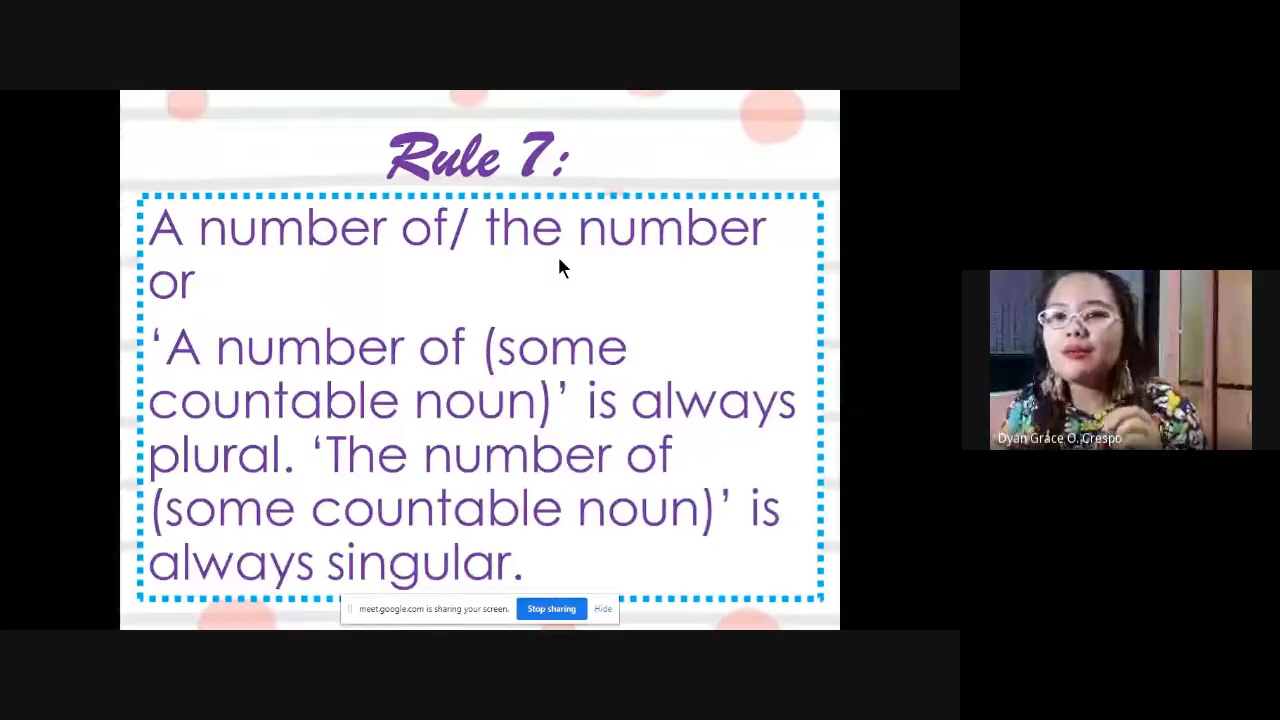 Rule 7:
A number of/ the number
or
‘A number of (some
countable noun)’ is always
plural. ‘The number of
(some countable noun)’ is
always singular.
meet.google.com is sharing your screen. Stop sharing Hide
Dyan Grace O. Crespo